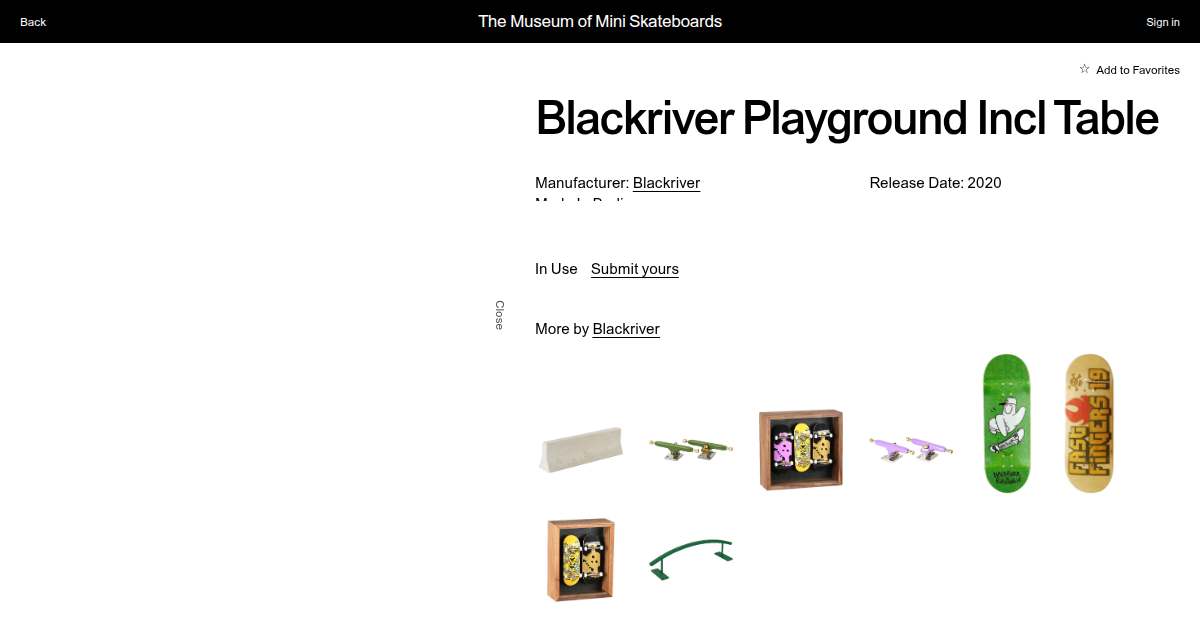 Back
The Museum of Mini Skateboards
Sign in
☆ Add to Favorites
Blackriver Playground Incl Table
Manufacturer: Blackriver
Release Date: 2020
In Use Submit yours
Close
More by Blackriver
FAST
FINGERS 19